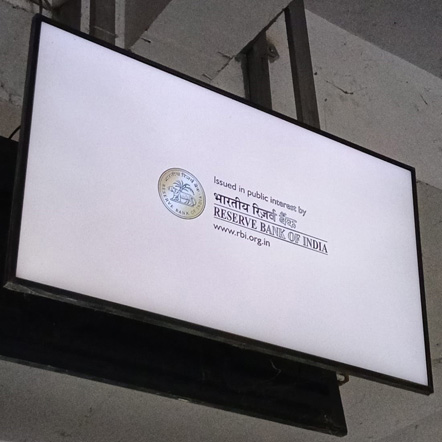 Issued in public interest by
भारतीय रिज़र्व बैंक
RESERVE BANK OF INDIA
www.rbi.org.in